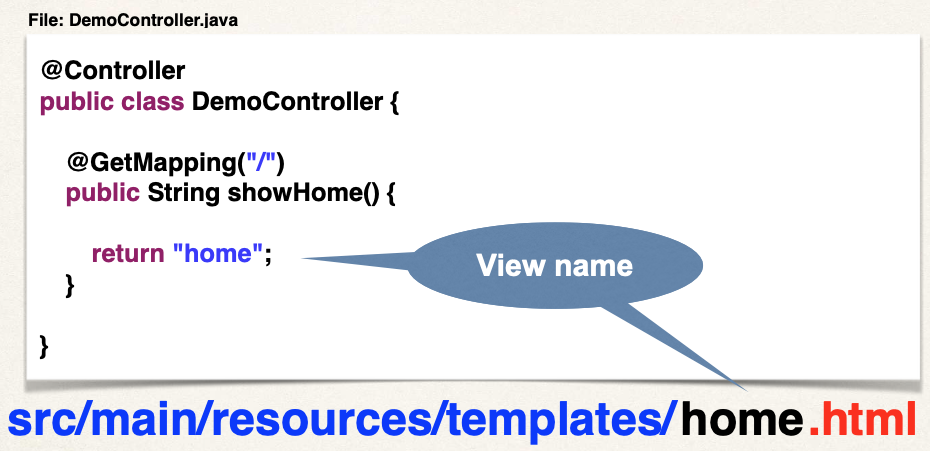 File: DemoController.java
@Controller
public class DemoController {
@GetMapping("/")
public String showHome() {
return "home";
View name
}
}
src/main/resources/templates/home.html